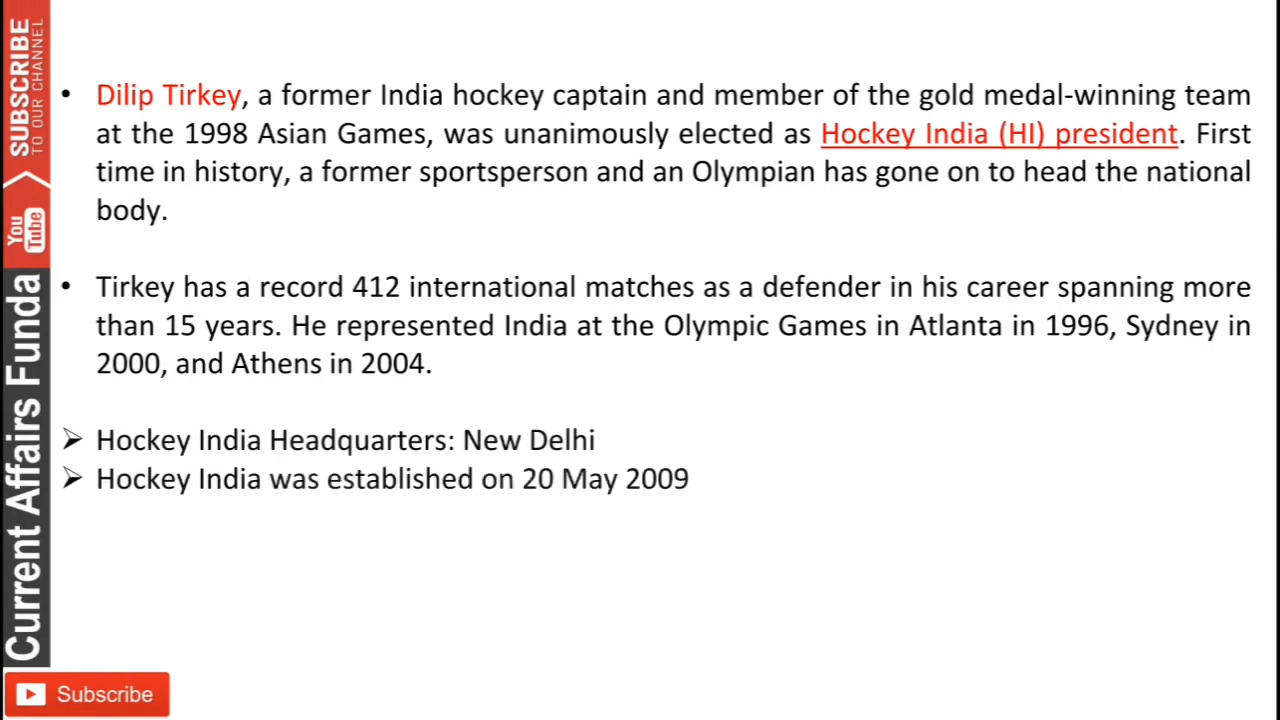 SUBSCRIBE
TO OUR CHANNEL
You
Tube
Current Affairs Funda
• Dilip Tirkey, a former India hockey captain and member of the gold medal-winning team
at the 1998 Asian Games, was unanimously elected as Hockey India (HI) president. First
time in history, a former sportsperson and an Olympian has gone on to head the national
body.
• Tirkey has a record 412 international matches as a defender in his career spanning more
than 15 years. He represented India at the Olympic Games in Atlanta in 1996, Sydney in
2000, and Athens in 2004.
➢ Hockey India Headquarters: New Delhi
➢ Hockey India was established on 20 May 2009
Subscribe